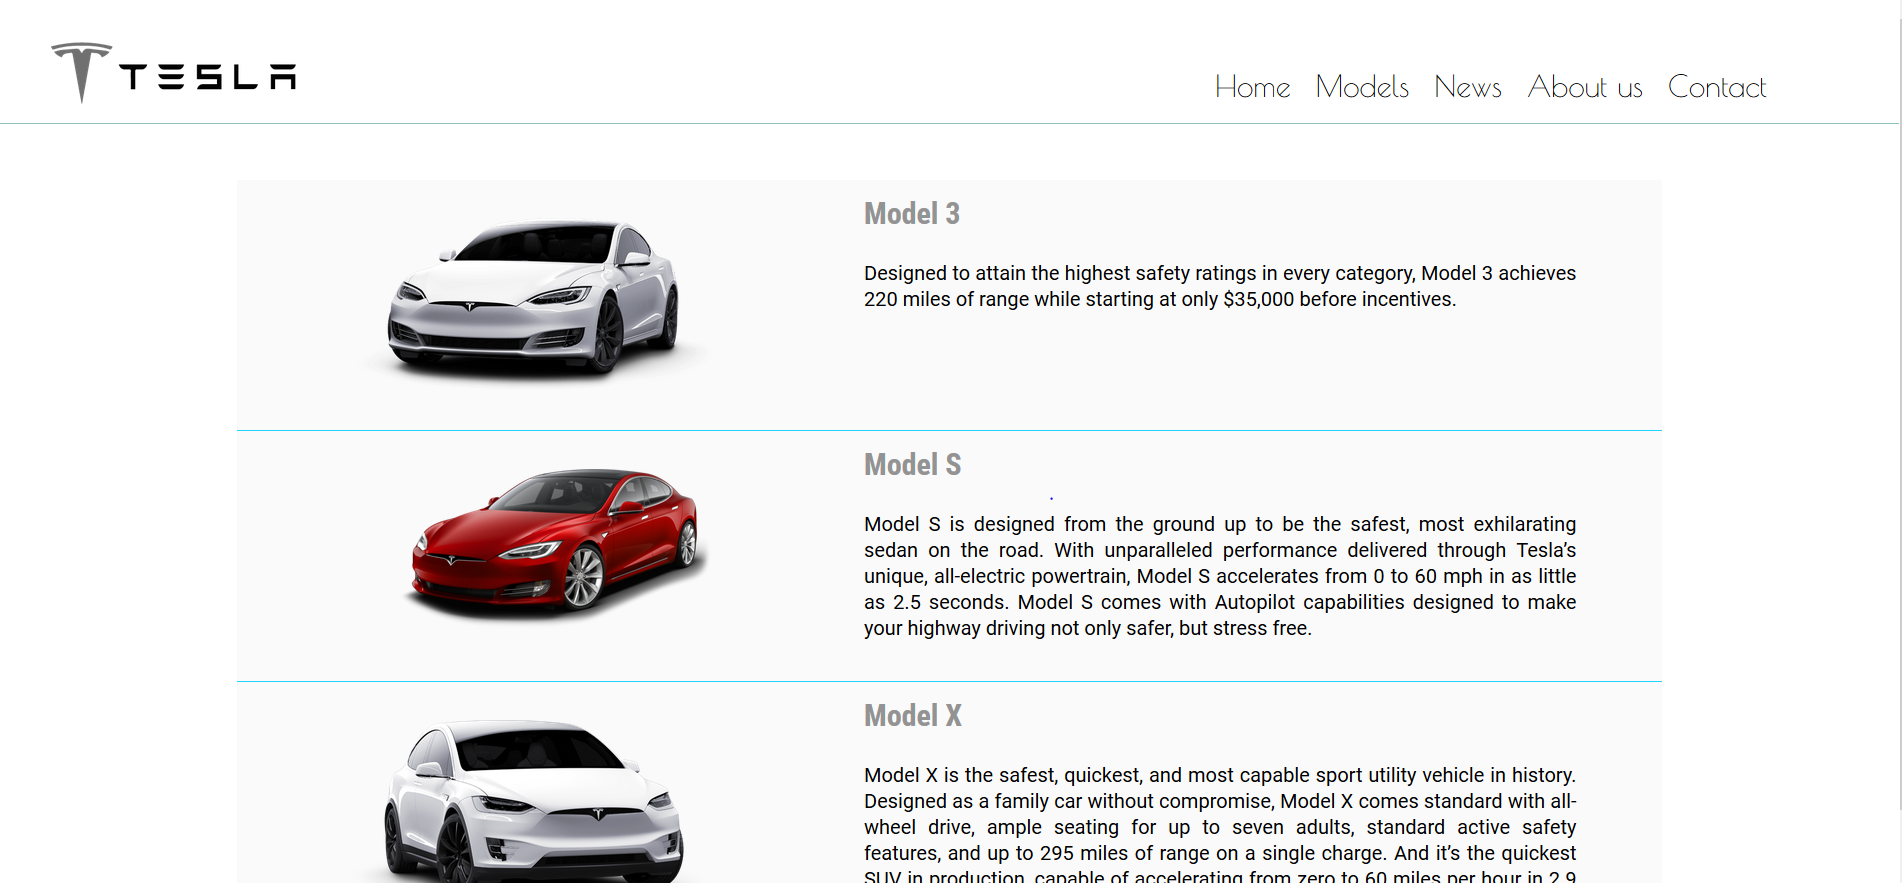 TESLA
Home Models News About us Contact
Model 3
Designed to attain the highest safety ratings in every category, Model 3 achieves
220 miles of range while starting at only $35,000 before incentives.
Model S
Model S is designed from the ground up to be the safest, most exhilarating
sedan on the road. With unparalleled performance delivered through Tesla’s
unique, all-electric powertrain, Model S accelerates from 0 to 60 mph in as little
as 2.5 seconds. Model S comes with Autopilot capabilities designed to make
your highway driving not only safer, but stress free.
Model X
Model X is the safest, quickest, and most capable sport utility vehicle in history.
Designed as a family car without compromise, Model X comes standard with all-
wheel drive, ample seating for up to seven adults, standard active safety
features, and up to 295 miles of range on a single charge. And it’s the quickest
SUV in production, capable of accelerating from zero to 60 miles per hour in 2.9